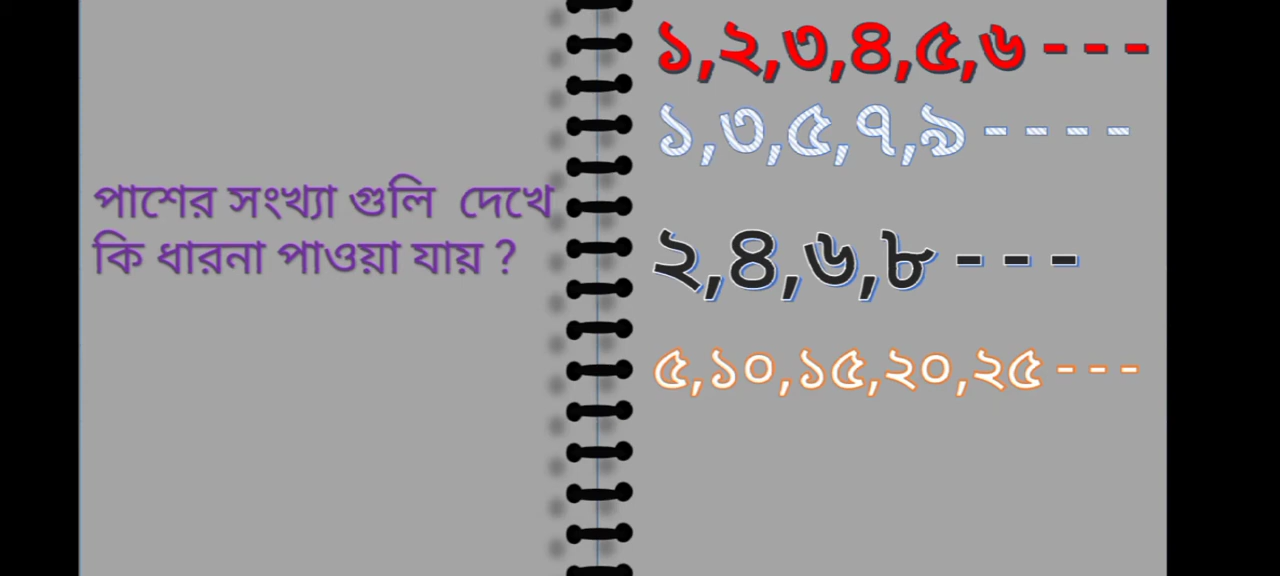 পাশের সংখ্যা গুলি দেখে
কি ধারনা পাওয়া যায় ?
১,২,৩,৪,৫,৬ - - -
১,৩,৫,৭,৯ - - - -
২,৪,৬,৮ - - -
৫,১০,১৫,২০,২৫ - - -